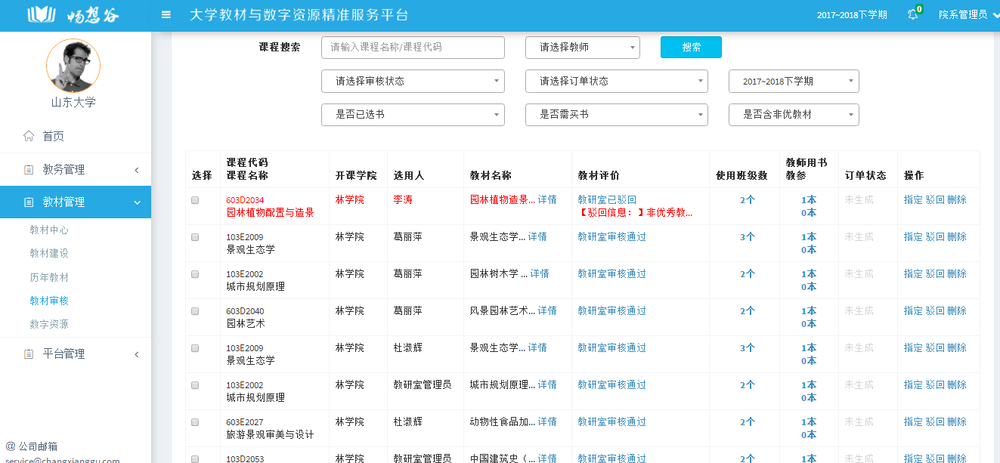 畅想谷 大学教材与数字资源精准服务平台 2017~2018下学期 0 院系管理员
山东大学
首页
教务管理
教材管理
教材中心
教材建设
历年教材
教材审核
数字资源
平台管理
@ 公司邮箱
service@changxianggu.com
课程搜索 请输入课程名称/课程代码 请选择教师 搜索
请选择审核状态 请选择订单状态 2017~2018下学期
是否已选书 是否需买书 是否含非优教材
选择 课程代码 课程名称 开课学院 选用人 教材名称 教材评价 使用班级数 教师用书 教参 订单状态 操作
603D2034 林学院 李涛 园林植物造景... 详情 教研室已驳回 2个 1本 未生成 指定 驳回 删除
园林植物配置与造景 【驳回信息：】非优秀教... 0本
103E2009 林学院 葛丽萍 景观生态学... 详情 教研室审核通过 3个 1本 未生成 指定 驳回 删除
景观生态学 0本
103E2002 林学院 葛丽萍 园林树木学 ... 详情 教研室审核通过 2个 1本 未生成 指定 驳回 删除
城市规划原理 0本
603D2040 林学院 葛丽萍 风景园林艺术... 详情 教研室审核通过 2个 1本 未生成 指定 驳回 删除
园林艺术 0本
103E2009 林学院 杜淑辉 景观生态学... 详情 教研室审核通过 3个 1本 未生成 指定 驳回 删除
景观生态学 0本
103E2002 林学院 教研室管理员 城市规划原理... 详情 教研室审核通过 2个 1本 未生成 指定 驳回 删除
城市规划原理 0本
603E2027 林学院 杜淑辉 动物性食品加... 详情 教研室审核通过 2个 1本 未生成 指定 驳回 删除
旅游景观审美与设计 0本
103D2053 林学院 教研室管理员 中国建筑史（... 详情 教研室审核通过 2个 1本 未生成 指定 驳回 删除